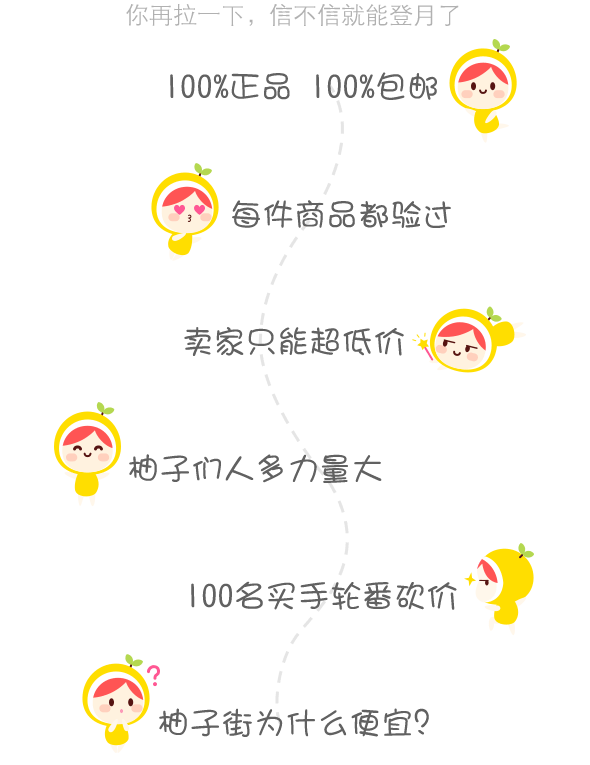 你再拉一下，信不信就能登月了
100%正品 100%包邮
每件商品都验过
卖家只能超低价
柚子们人多力量大
100名买手轮番砍价
柚子街为什么便宜?